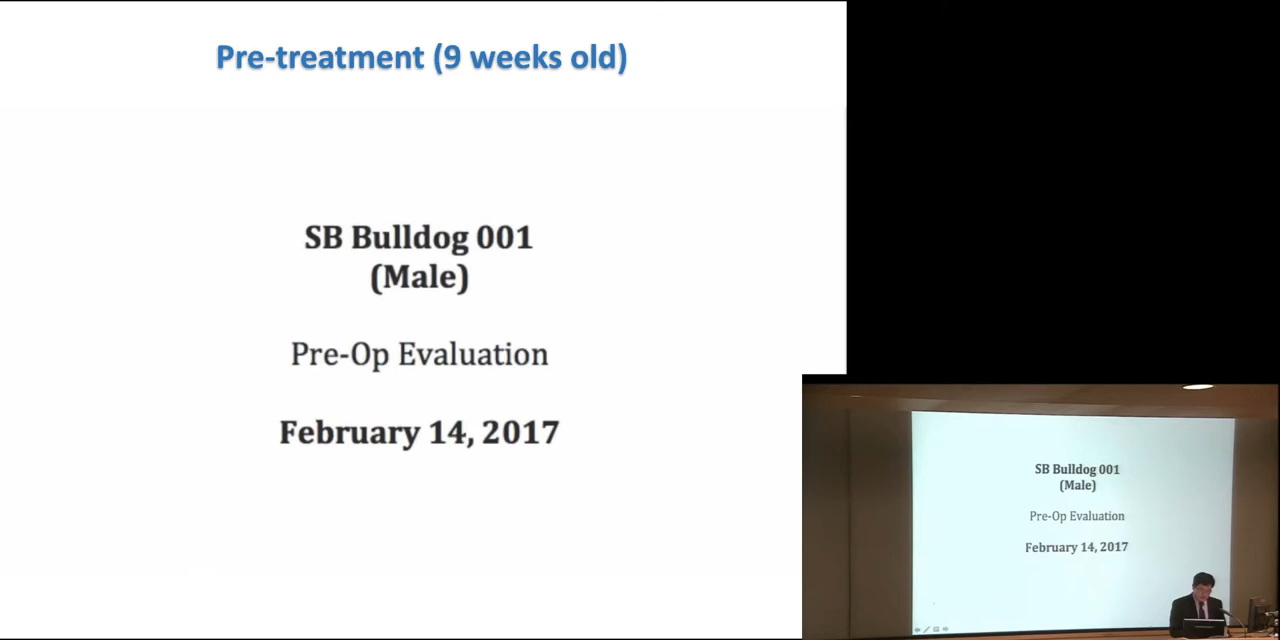 Pre-treatment (9 weeks old)
SB Bulldog 001
(Male)
Pre-Op Evaluation
February 14, 2017
SB Bulldog 001
(Male)
Pre-Op Evaluation
February 14, 2017